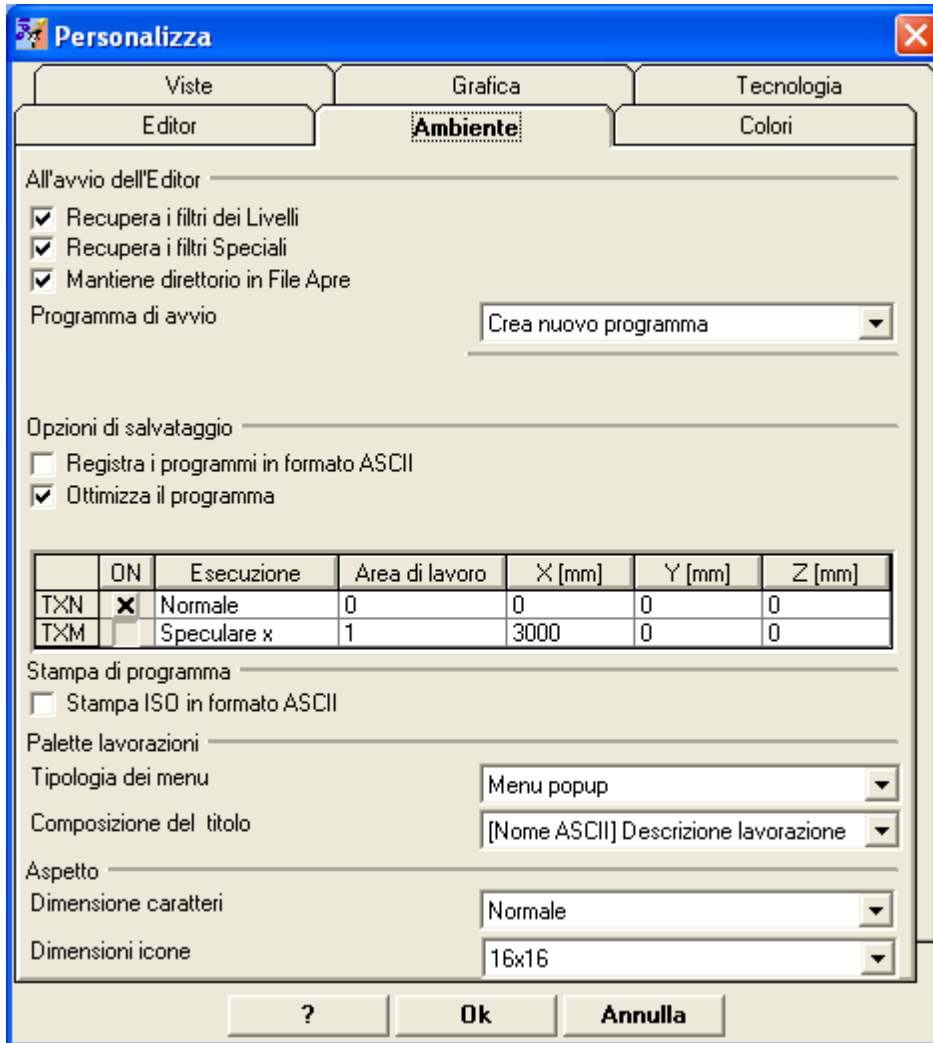 Personalizza
Viste Grafica Tecnologia
Editor Ambiente Colori
All'avvio dell'Editor
Recupera i filtri dei Livelli
Recupera i filtri Speciali
Mantiene direttorio in File Apre
Programma di avvio Crea nuovo programma
Opzioni di salvataggio
Registra i programmi in formato ASCII
Ottimizza il programma
ON Esecuzione Area di lavoro X [mm] Y [mm] Z [mm]
TXN Normale 0 0 0 0
TXM Speculare x 1 3000 0 0
Stampa di programma
Stampa ISO in formato ASCII
Palette lavorazioni
Tipologia dei menu Menu popup
Composizione del titolo [Nome ASCII] Descrizione lavorazione
Aspetto
Dimensione caratteri Normale
Dimensioni icone 16x16
? Ok Annulla